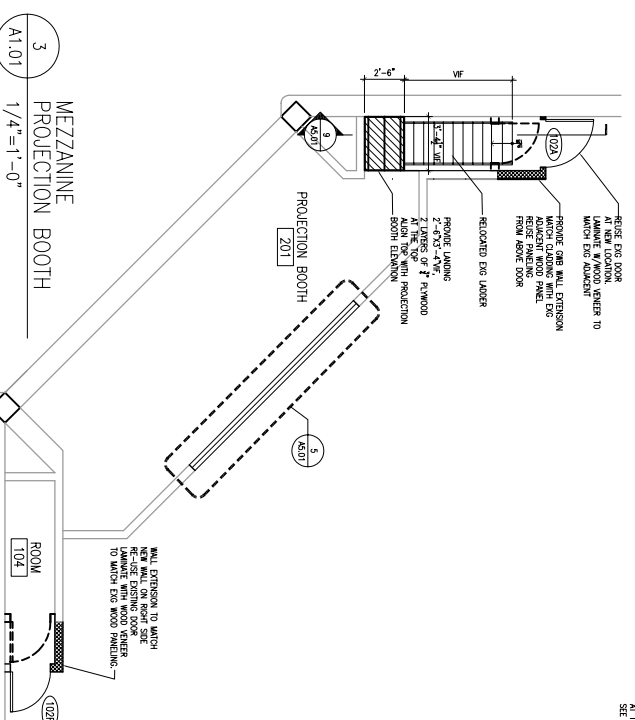 REUSE EXG DOOR
AT NEW LOCATION.
LAMINATE W/WOOD VENEER TO
MATCH EXG ADJACENT
PROVIDE GWB WALL EXTENSION
MATCH CLADDING WITH EXG
ADJACENT WOOD PANEL
REUSE PANELING
FROM ABOVE DOOR
RELOCATED EXG LADDER
PROVIDE LANDING
2'-6"X3'-4"VIF,
2 LAYERS OF ¾" PLYWOOD
AT THE TOP
ALIGN TOP WITH PROJECTION
BOOTH ELEVATION
102A
VIF
2'-6"
9
A5.01
PROJECTION BOOTH
201
5
A5.01
WALL EXTENSION TO MATCH
NEW WALL ON RIGHT SIDE
RE-USE EXISTING DOOR
LAMINATE WITH WOOD VENEER
TO MATCH EXG WOOD PANELING.
ROOM
104
3
A1.01
MEZZANINE
PROJECTION BOOTH
1/4"=1'-0"
SEE